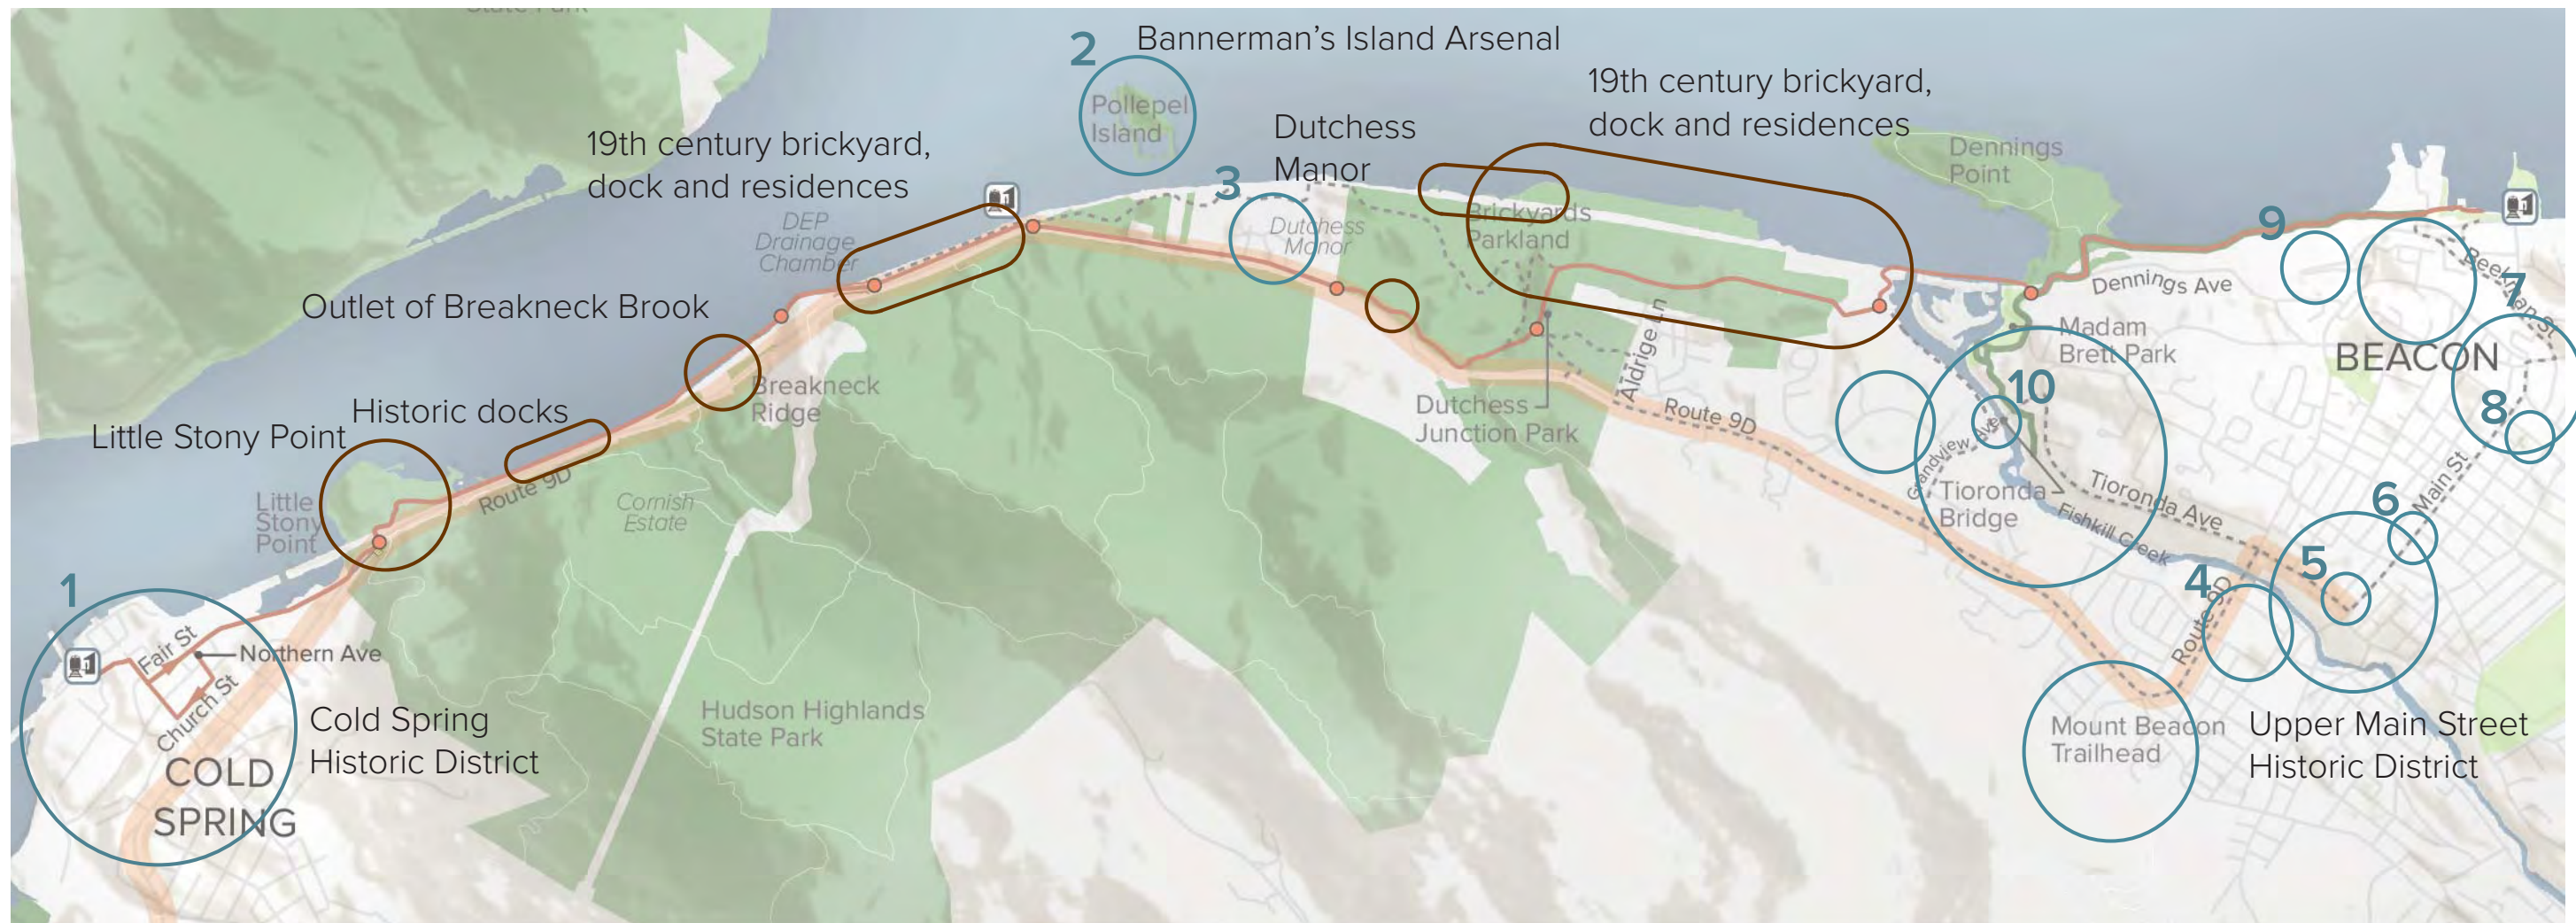 State Park
2
Bannerman's Island Arsenal
Pollepel
Island
19th century brickyard,
dock and residences
19th century brickyard,
dock and residences
Dutchess
Manor
3
Dennings
Point
DEP
Drainage
Chamber
Dutchess
Manor
Brickyards
Parkland
9
Beekman St
7
Dennings Ave
Outlet of Breakneck Brook
Madam
Brett Park
BEACON
Aldrige Ln
Breakneck
Ridge
Historic docks
Little Stony Point
Dutchess
Junction Park
Route 9D
10
8
Grandview Ave
Main St
Little
Stony
Point
Route 9D
Cornish
Estate
Tioronda
Bridge
Tioronda Ave
Fishkill Creek
6
5
4
Route 9D
1
Fair St
Northern Ave
Church St
Cold Spring
Historic District
COLD
SPRING
Hudson Highlands
State Park
Mount Beacon
Trailhead
Upper Main Street
Historic District